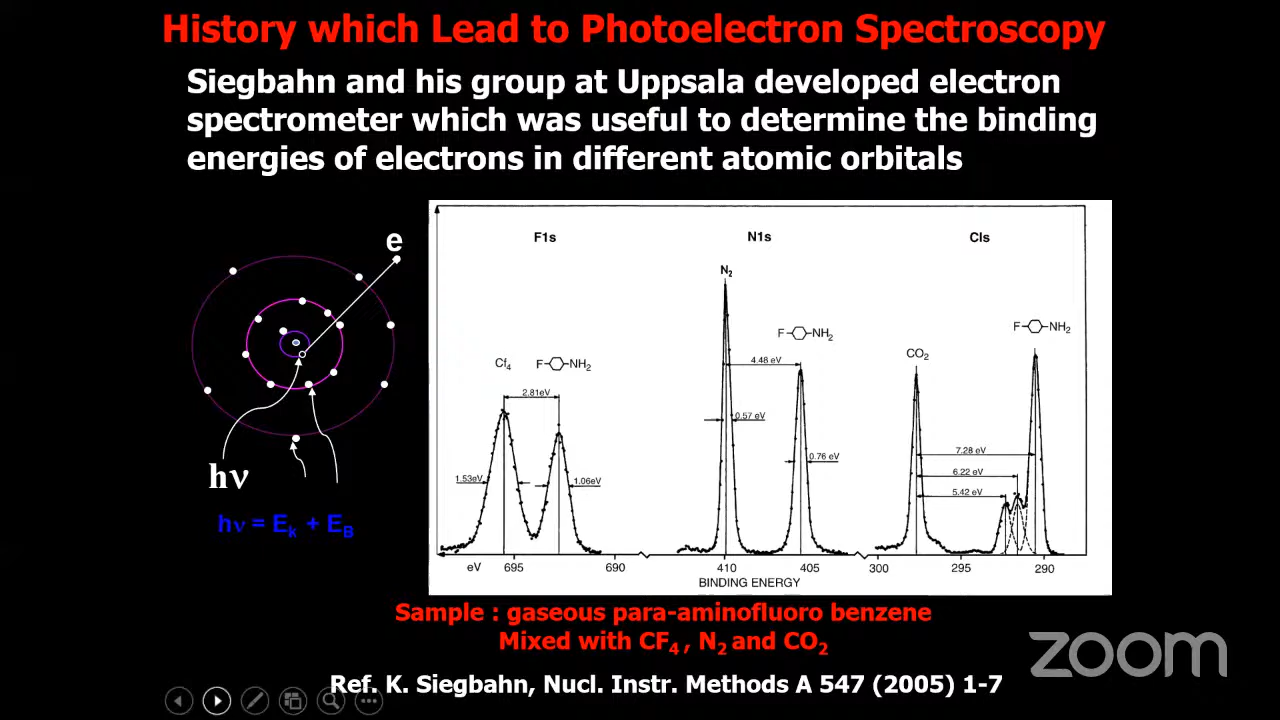 History which Lead to Photoelectron Spectroscopy
Siegbahn and his group at Uppsala developed electron
spectrometer which was useful to determine the binding
energies of electrons in different atomic orbitals
e
hν
hν = Ek + EB
F1s
N1s
CIs
N2
F NH2
Cf4
F NH2
CO2
F NH2
2.81eV
4.48 eV
0.57 eV
7.28 eV
0.76 eV
6.22 eV
1.53eV
1.06eV
5.42 eV
eV 695 690 410 405 300 295 290
BINDING ENERGY
Sample : gaseous para-aminofluoro benzene
Mixed with CF4 , N2 and CO2
zoom
Ref. K. Siegbahn, Nucl. Instr. Methods A 547 (2005) 1-7